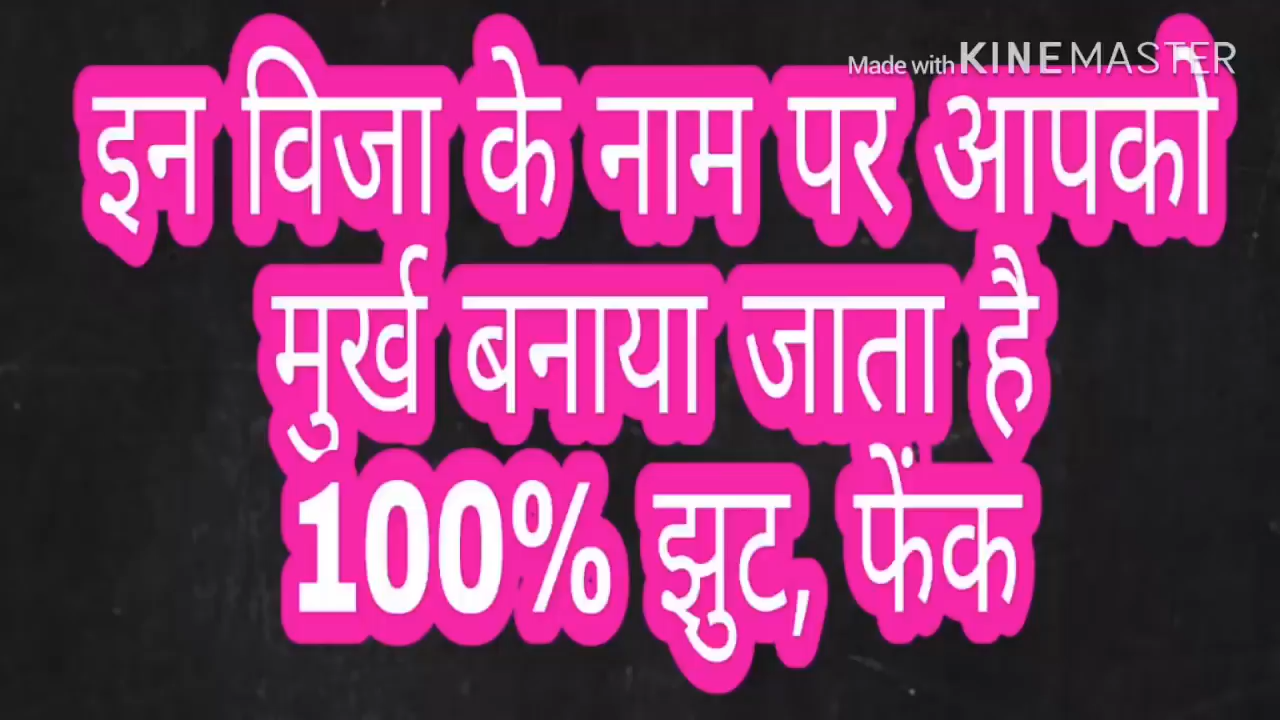 Made with KINEMASTER
इन विजा के नाम पर आपको
मुर्ख बनाया जाता है
100% झुट, फेंक